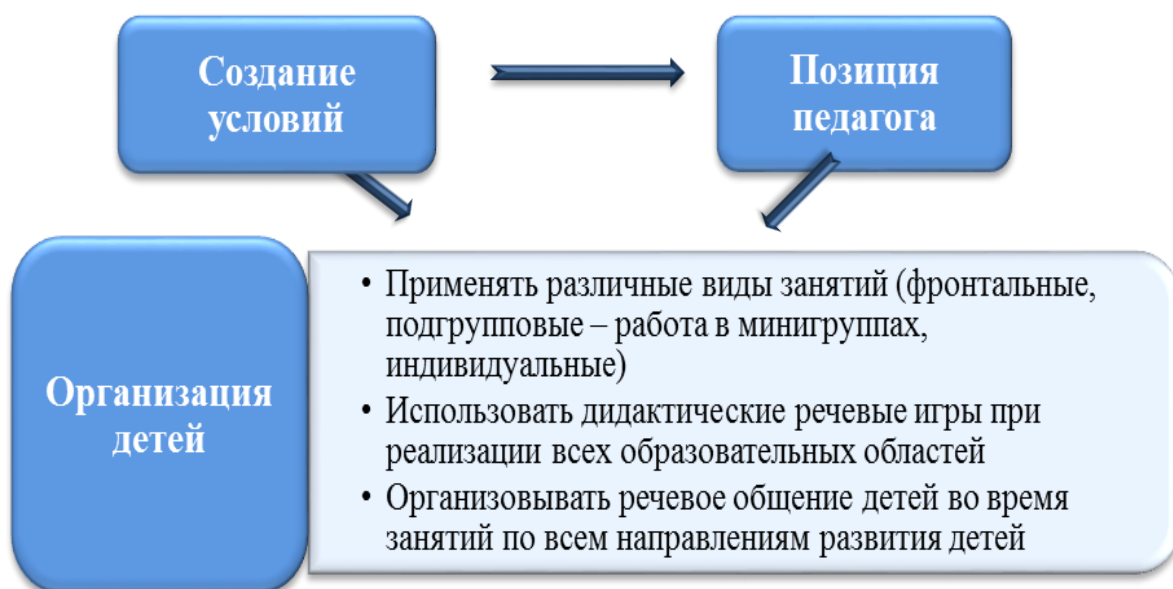 Создание
условий
Позиция
педагога
Организация
детей
• Применять различные виды занятий (фронтальные,
подгрупповые – работа в минигруппах,
индивидуальные)
• Использовать дидактические речевые игры при
реализации всех образовательных областей
• Организовывать речевое общение детей во время
занятий по всем направлениям развития детей